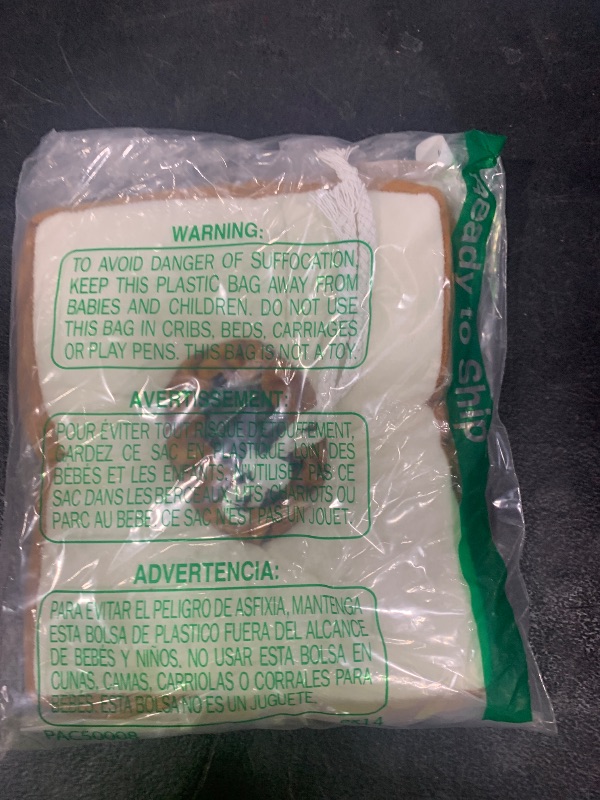 WARNING:
TO AVOID DANGER OF SUFFOCATION,
KEEP THIS PLASTIC BAG AWAY FROM
BABIES AND CHILDREN. DO NOT USE
THIS BAG IN CRIBS, BEDS, CARRIAGES
OR PLAY PENS. THIS BAG IS NOT A TOY.
AVERTISSEMENT:
POUR ÉVITER TOUT RISQUE D'ÉTOUFFEMENT,
GARDEZ CE SAC EN PLASTIQUE LOIN DES
BEBÉS ET LES ENFANTS. N'UTILISEZ PAS CE
SAC DANS LES BERCEAUX, LITS, CHARIOTS OU
PARC AU BEBE. CE SAC N'EST PAS UN JOUET.
ADVERTENCIA:
PARA EVITAR EL PELIGRO DE ASFIXIA, MANTENGA
ESTA BOLSA DE PLASTICO FUERA DEL ALCANCE
DE BEBÉS Y NIÑOS. NO USAR ESTA BOLSA EN
CUNAS, CAMAS, CARRIOLAS O CORRALES PARA
BEBÉS. ESTA BOLSA NO ES UN JUGUETE.
PAC50008
Ready to Ship